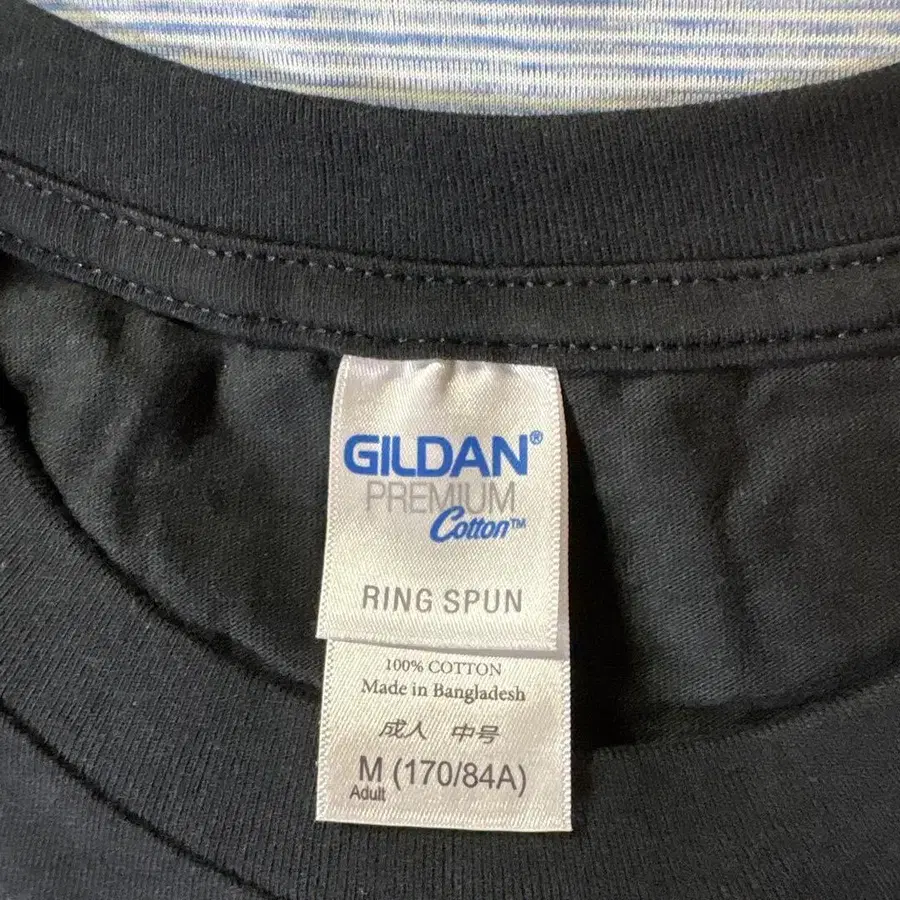 GILDAN®
PREMIUM
Cotton™
RING SPUN
100% COTTON
Made in Bangladesh
成人 中号
M (170/84A)
Adult